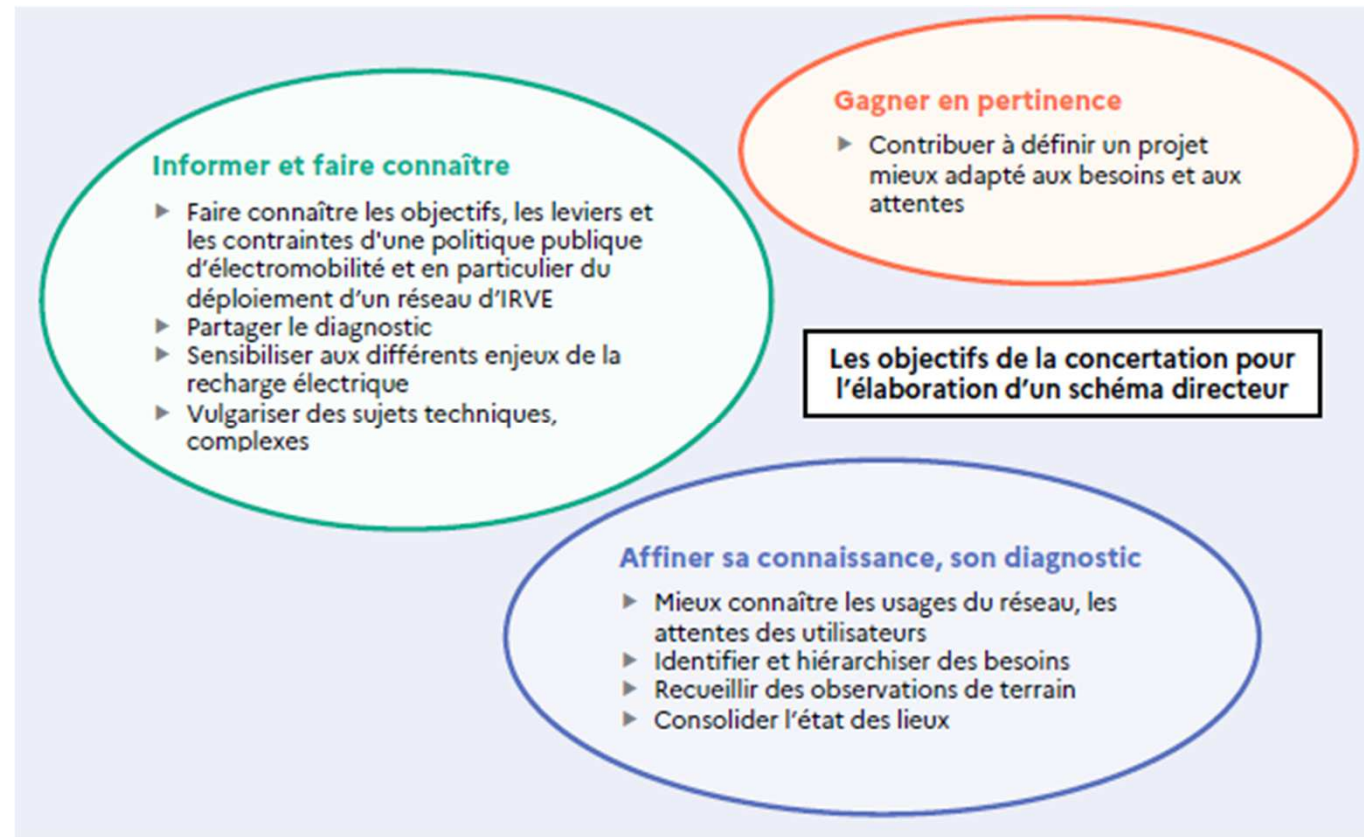 Informer et faire connaître
▶ Faire connaître les objectifs, les leviers et
les contraintes d'une politique publique
d'électromobilité et en particulier du
déploiement d'un réseau d'IRVE
▶ Partager le diagnostic
▶ Sensibiliser aux différents enjeux de la
recharge électrique
▶ Vulgariser des sujets techniques,
complexes
Gagner en pertinence
▶ Contribuer à définir un projet
mieux adapté aux besoins et aux
attentes
Les objectifs de la concertation pour
l'élaboration d'un schéma directeur
Affiner sa connaissance, son diagnostic
▶ Mieux connaître les usages du réseau, les
attentes des utilisateurs
▶ Identifier et hiérarchiser des besoins
▶ Recueillir des observations de terrain
▶ Consolider l'état des lieux